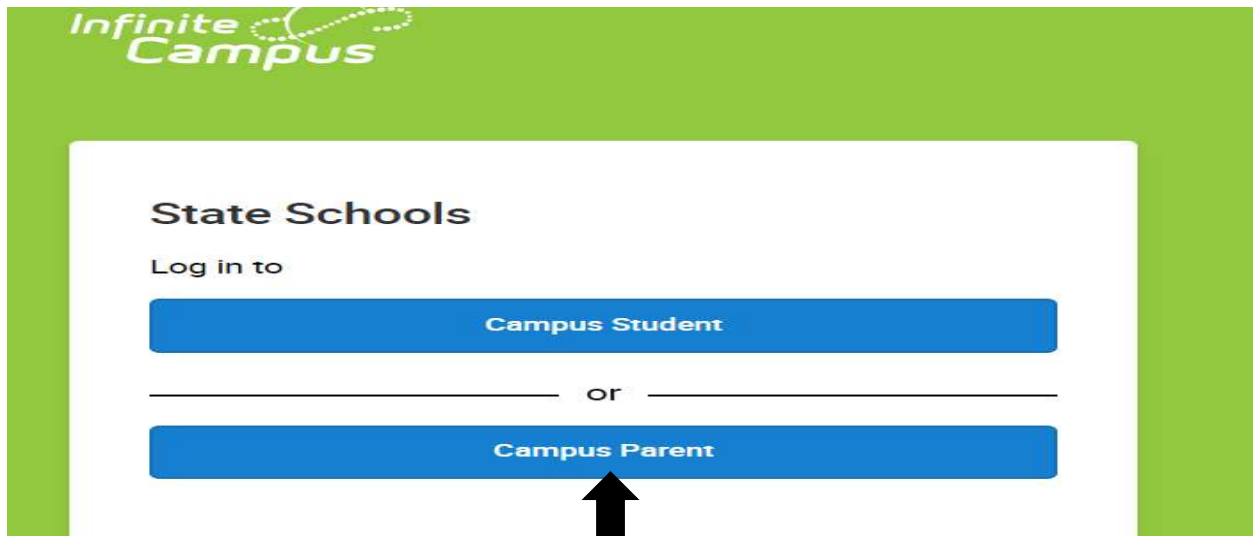 Infinite
Campus
State Schools
Log in to
Campus Student
or
Campus Parent